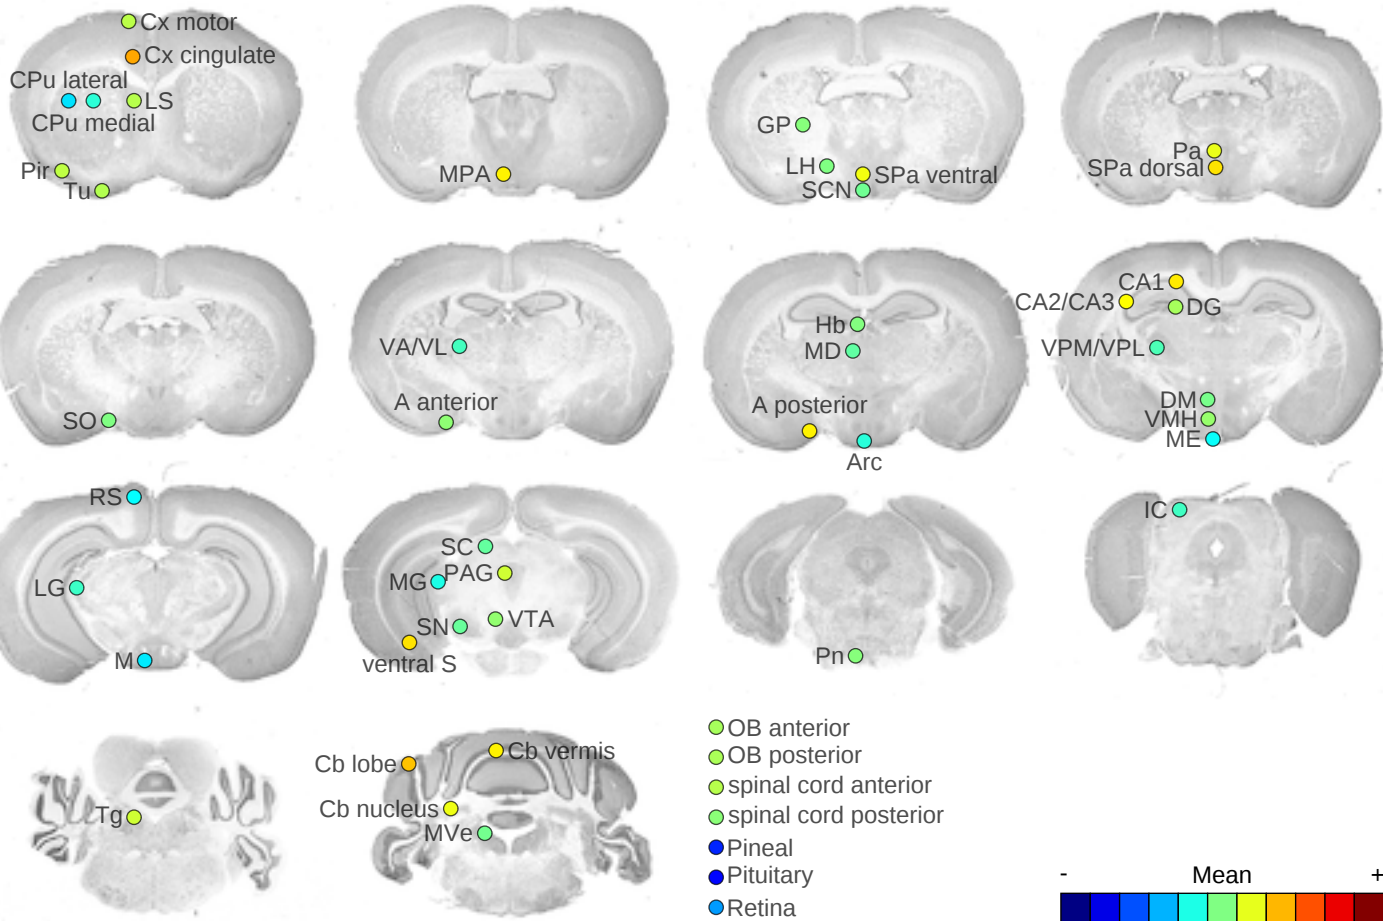 Cx motor
Cx cingulate
CPu lateral
LS
CPu medial
Pir
Tu
MPA
GP
LH
SPa ventral
SCN
Pa
SPa dorsal
SO
VA/VL
A anterior
Hb
MD
A posterior
Arc
CA1
CA2/CA3
DG
VPM/VPL
DM
VMH
ME
RS
LG
M
SC
MG
PAG
SN
VTA
ventral S
Pn
IC
Tg
Cb lobe
Cb vermis
Cb nucleus
MVe
OB anterior
OB posterior
spinal cord anterior
spinal cord posterior
Pineal
Pituitary
Retina
- Mean +